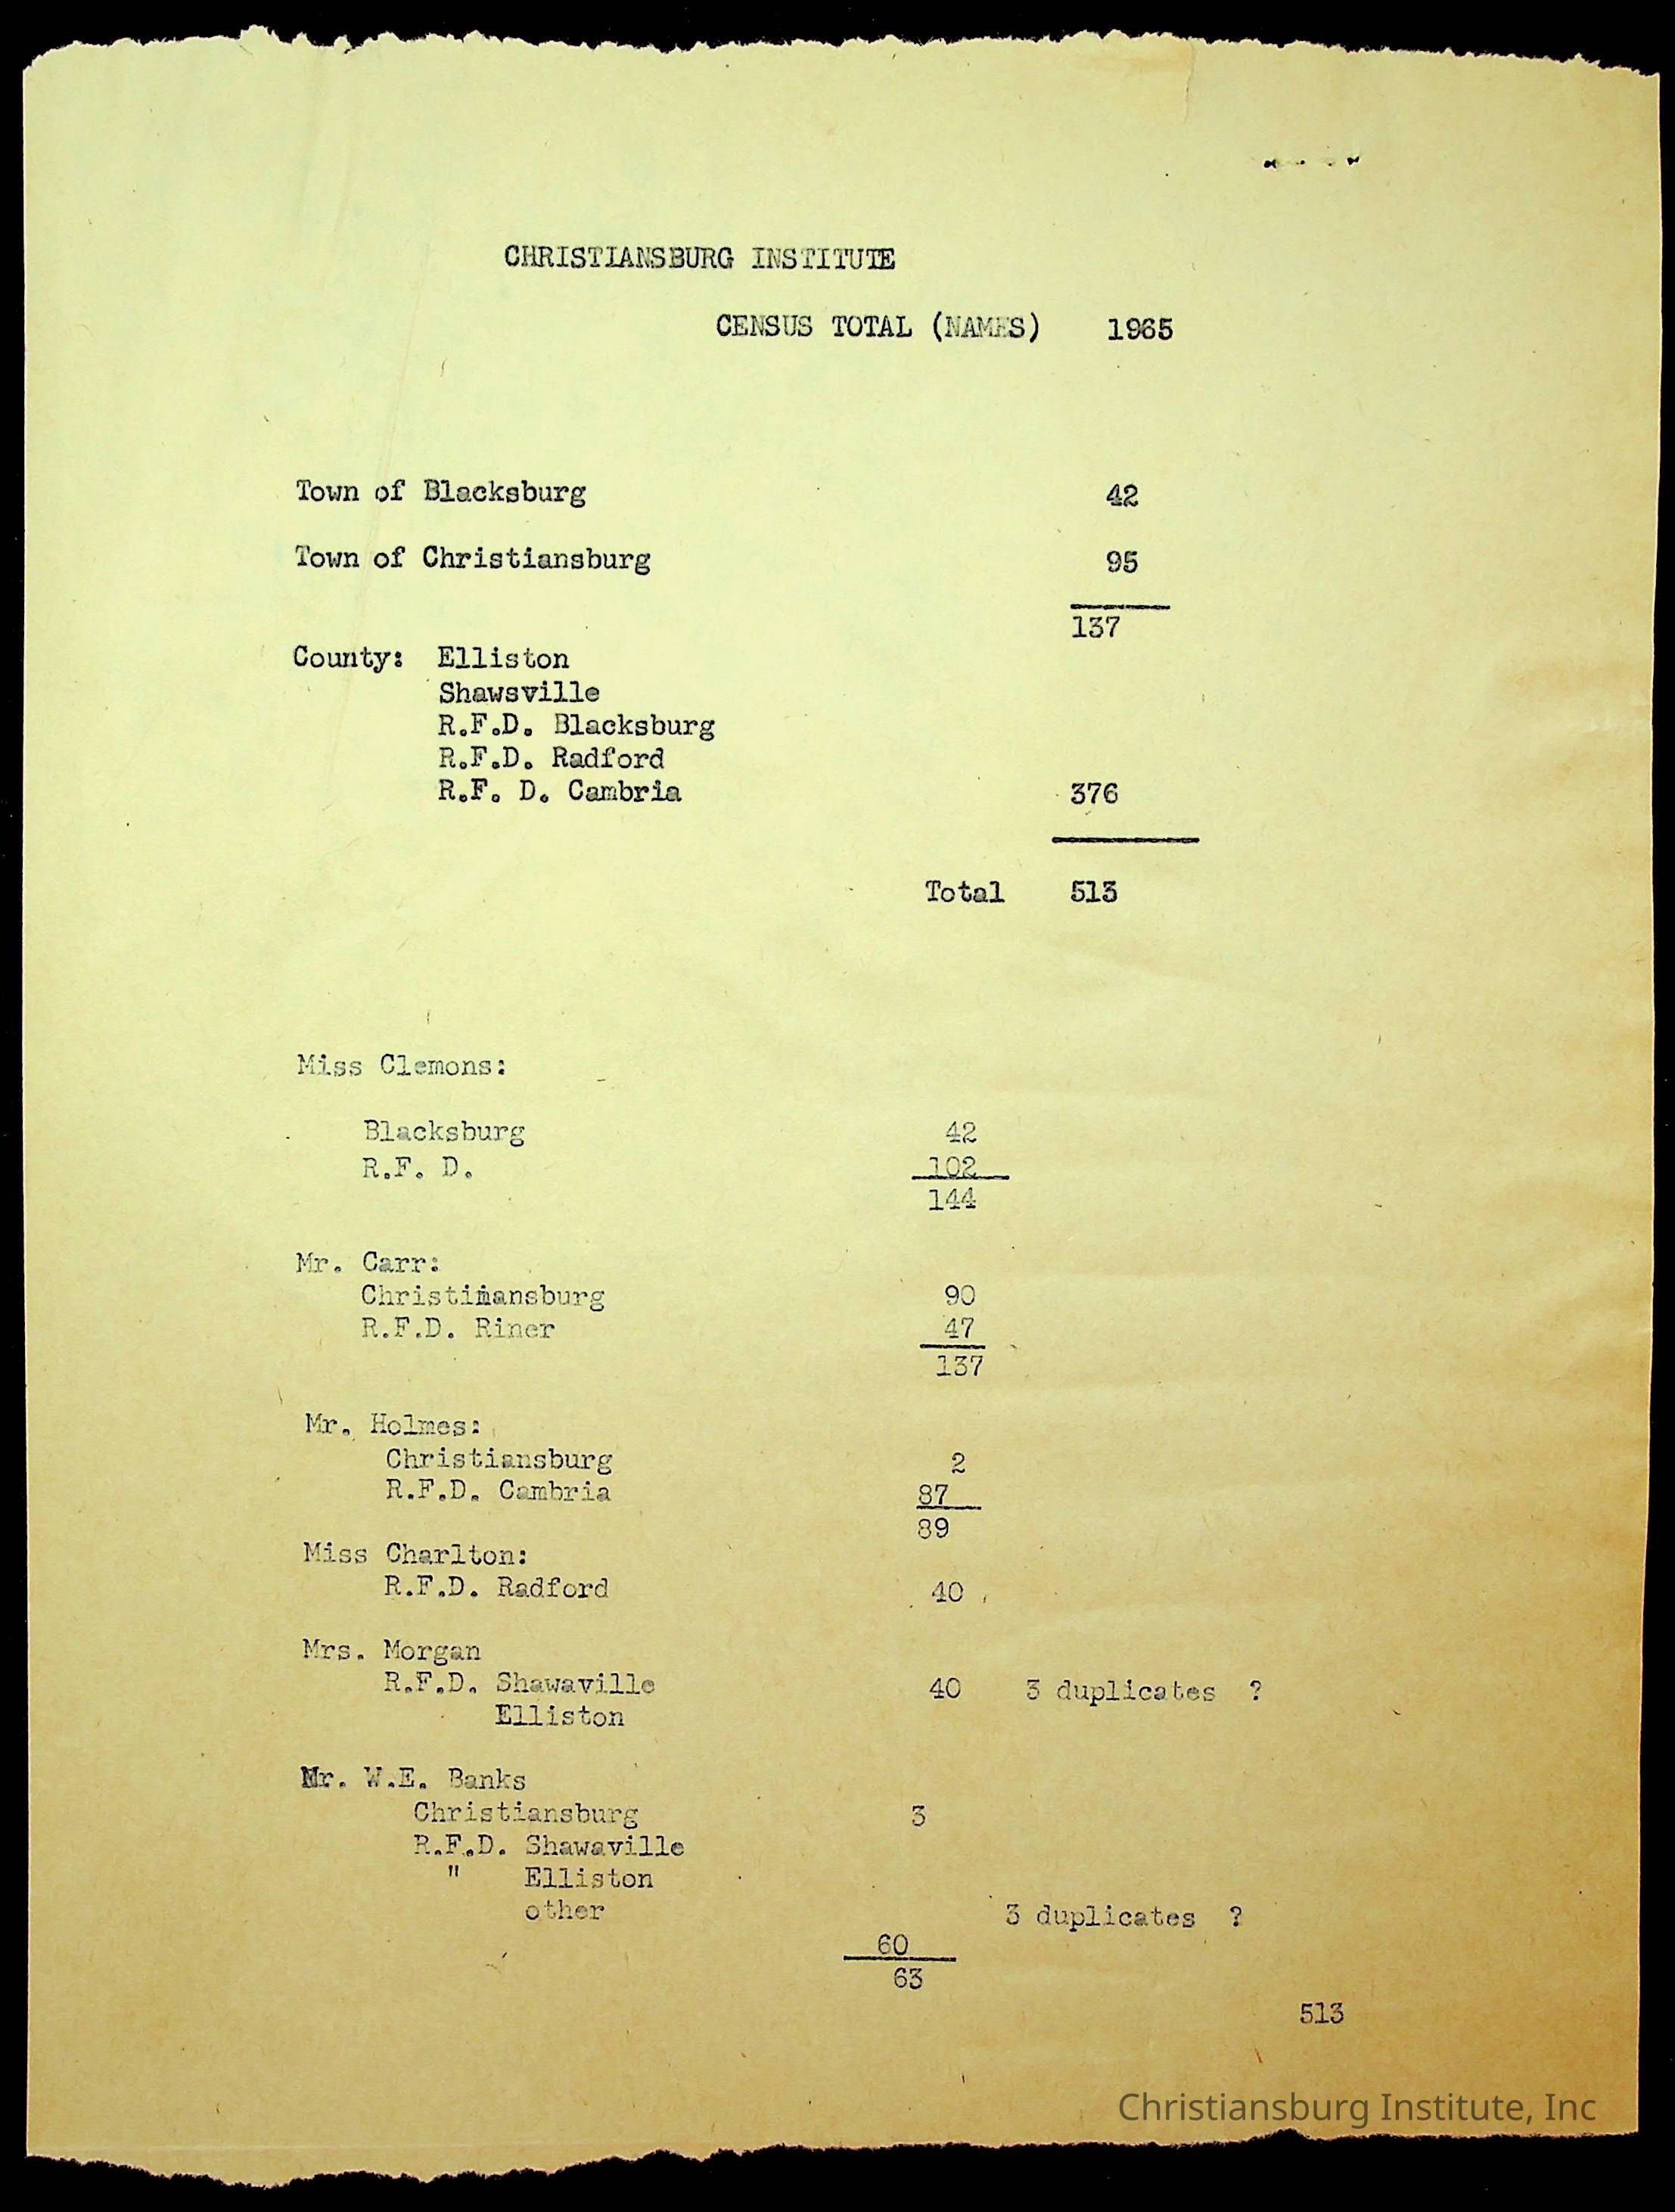 CHRISTIANSBURG INSTITUTE
CENSUS TOTAL (NAMES) 1965
Town of Blacksburg 42
Town of Christiansburg 95
137
County: Elliston
Shawsville
R.F.D. Blacksburg
R.F.D. Radford
R.F. D. Cambria 376
Total 513
Miss Clemons:
Blacksburg 42
R.F. D. 102
144
Mr. Carr:
Christimansburg 90
R.F.D. Riner 47
137
Mr. Holmes:
Christiansburg 2
R.F.D. Cambria 87
89
Miss Charlton:
R.F.D. Radford 40
Mrs. Morgan
R.F.D. Shawaville 40 3 duplicates ?
Elliston
Mr. W.E. Banks
Christiansburg 3
R.F.D. Shawaville
" Elliston
other 3 duplicates ?
60
63
513
Christiansburg Institute, Inc